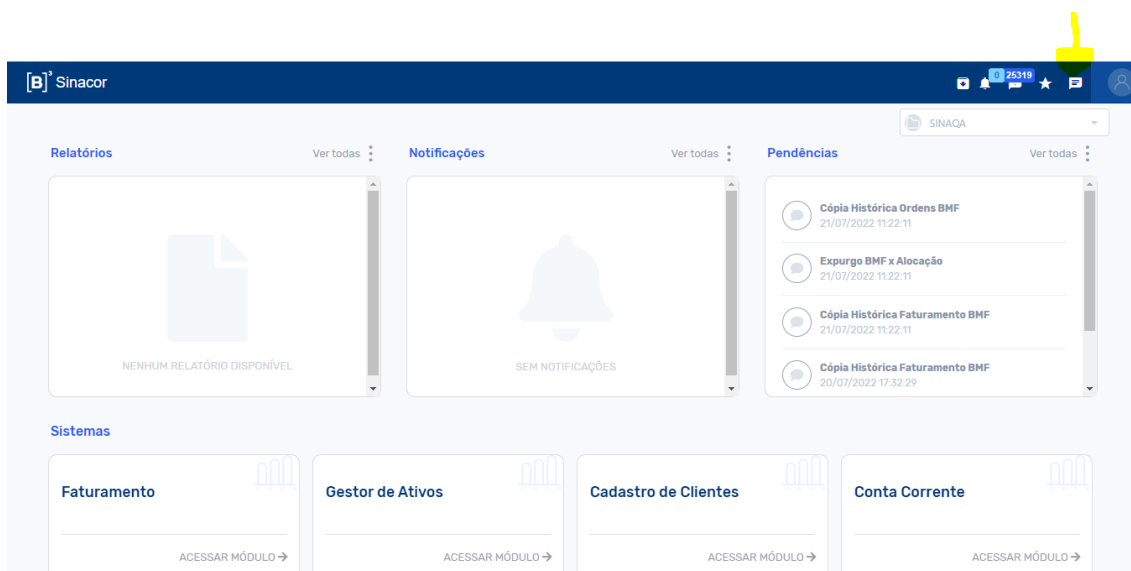 [B]³ Sinacor
0 25319
SINAQA
Relatórios Ver todas
Notificações Ver todas
Pendências Ver todas
NENHUM RELATÓRIO DISPONÍVEL
SEM NOTIFICAÇÕES
Cópia Histórica Ordens BMF
21/07/2022 11:22:11
Expurgo BMF x Alocação
21/07/2022 11:22:11
Cópia Histórica Faturamento BMF
21/07/2022 11:22:11
Cópia Histórica Faturamento BMF
20/07/2022 17:32:29
Sistemas
Faturamento
ACESSAR MÓDULO
Gestor de Ativos
ACESSAR MÓDULO
Cadastro de Clientes
ACESSAR MÓDULO
Conta Corrente
ACESSAR MÓDULO